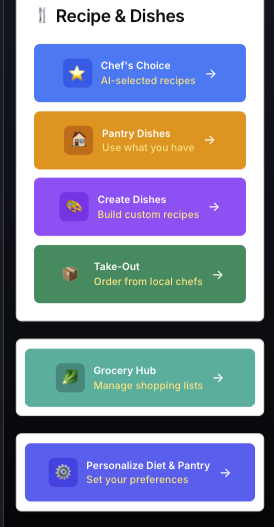 Recipe & Dishes
Chef's Choice
AI-selected recipes
Pantry Dishes
Use what you have
Create Dishes
Build custom recipes
Take-Out
Order from local chefs
Grocery Hub
Manage shopping lists
Personalize Diet & Pantry
Set your preferences